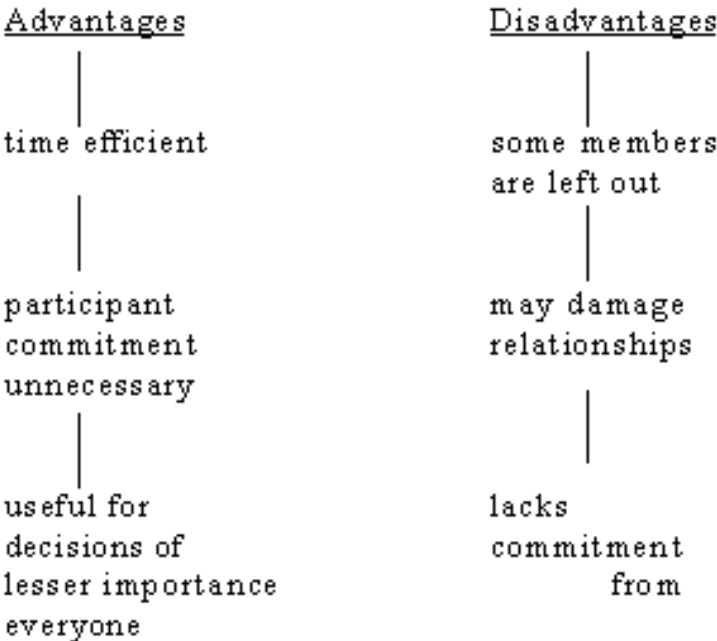 Advantages
time efficient
participant
commitment
unnecessary
useful for
decisions of
lesser importance
everyone
Disadvantages
some members
are left out
may damage
relationships
lacks
commitment
from